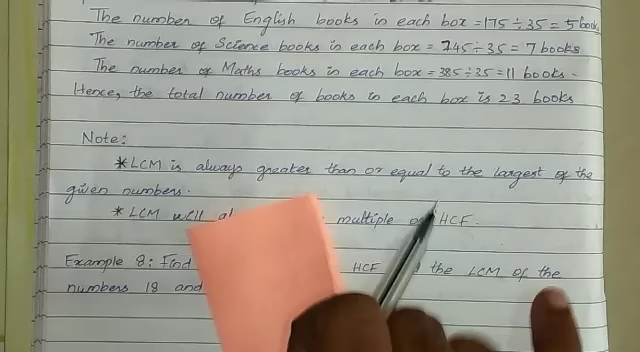 The number of English books in each box =175÷35=5 books
The number of Science books in each box = 245÷35=7 books
The number of Maths books in each box =385÷35=11 books.
Hence, the total number of books in each box is 23 books
Note:
*LCM is always greater than or equal to the largest of the
given numbers.
*LCM will multiple of HCF.
Example 8: Find HCF the LCM of the
numbers 18 and